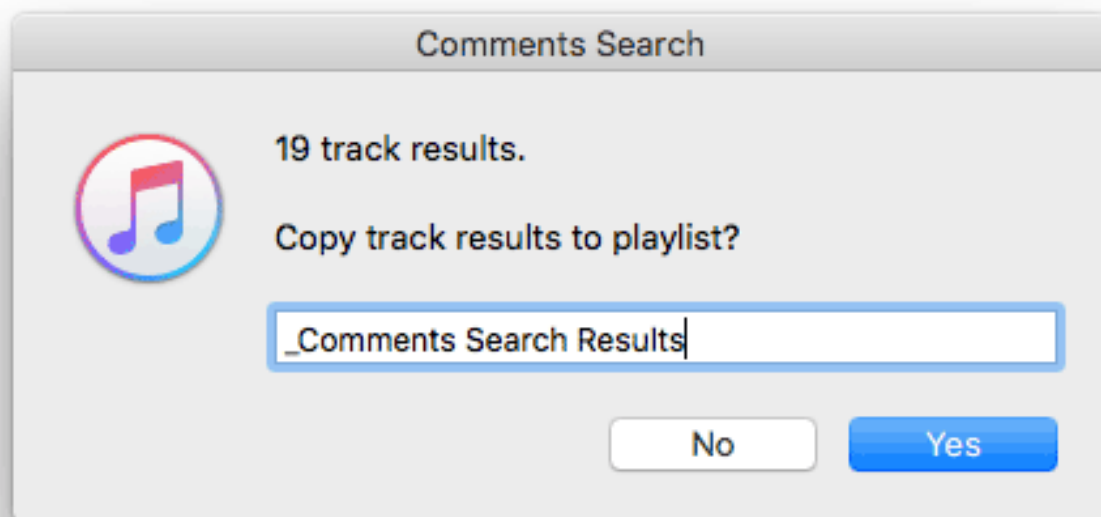 Comments Search
19 track results.
Copy track results to playlist?
_Comments Search Results
No
Yes